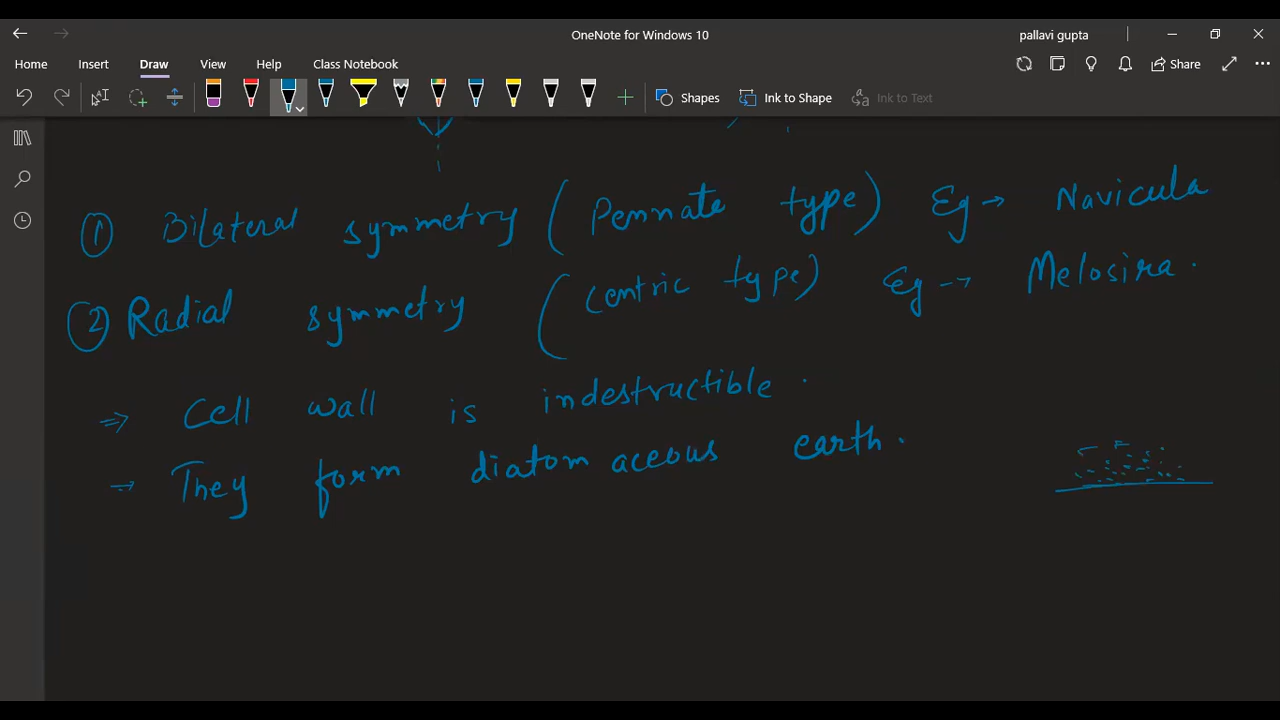 OneNote for Windows 10
pallavi gupta
Home Insert Draw View Help Class Notebook
Share
Shapes Ink to Shape Ink to Text
① Bilateral symmetry (Pennate type) Eg → Navicula
② Radial symmetry (Centric type) Eg → Melosira.
⇒ Cell wall is indestructible.
→ They form diatomaceous earth.